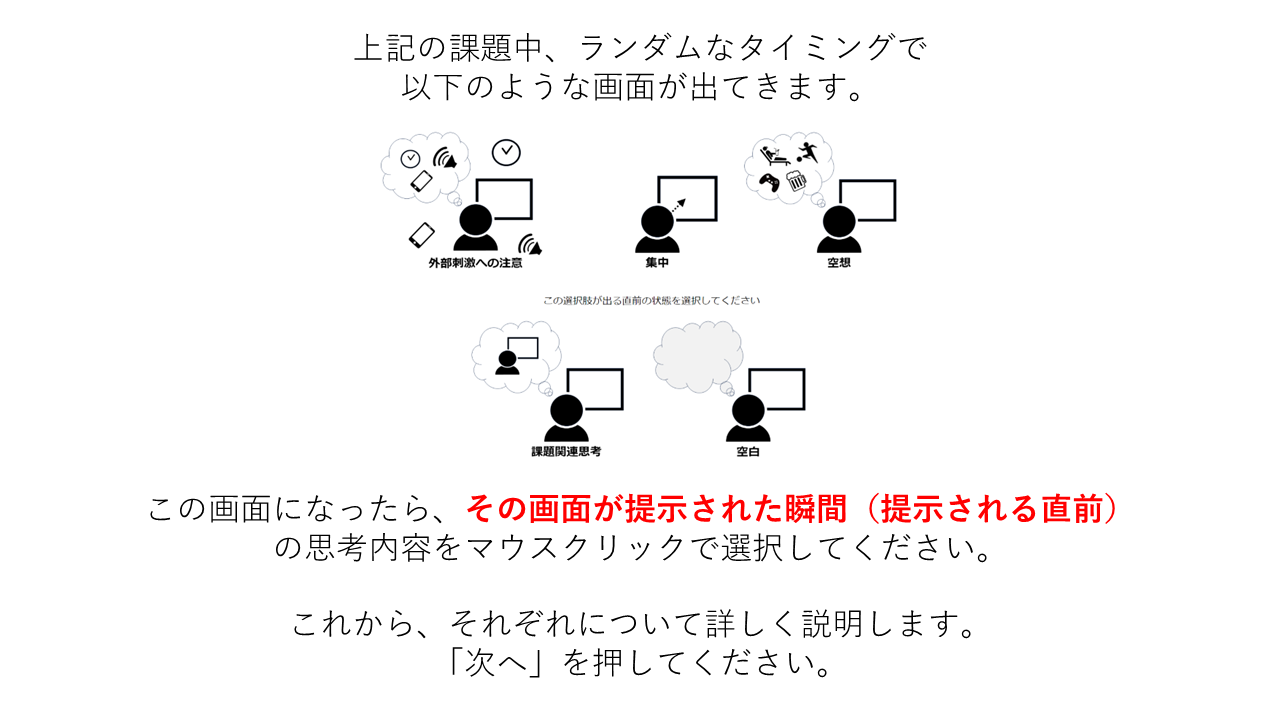 上記の課題中、ランダムなタイミングで
以下のような画面が出てきます。
外部刺激への注意
集中
空想
この選択肢が出る直前の状態を選択してください
課題関連思考
空白
この画面になったら、その画面が提示された瞬間（提示される直前）
の思考内容をマウスクリックで選択してください。
これから、それぞれについて詳しく説明します。
「次へ」を押してください。